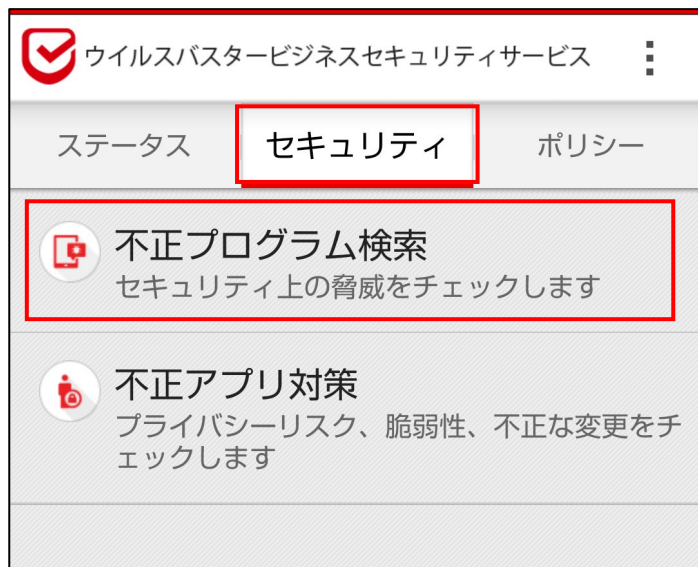 ウイルスバスタービジネスセキュリティサービス
ステータス セキュリティ ポリシー
不正プログラム検索
セキュリティ上の脅威をチェックします
不正アプリ対策
プライバシーリスク、脆弱性、不正な変更をチ
ェックします